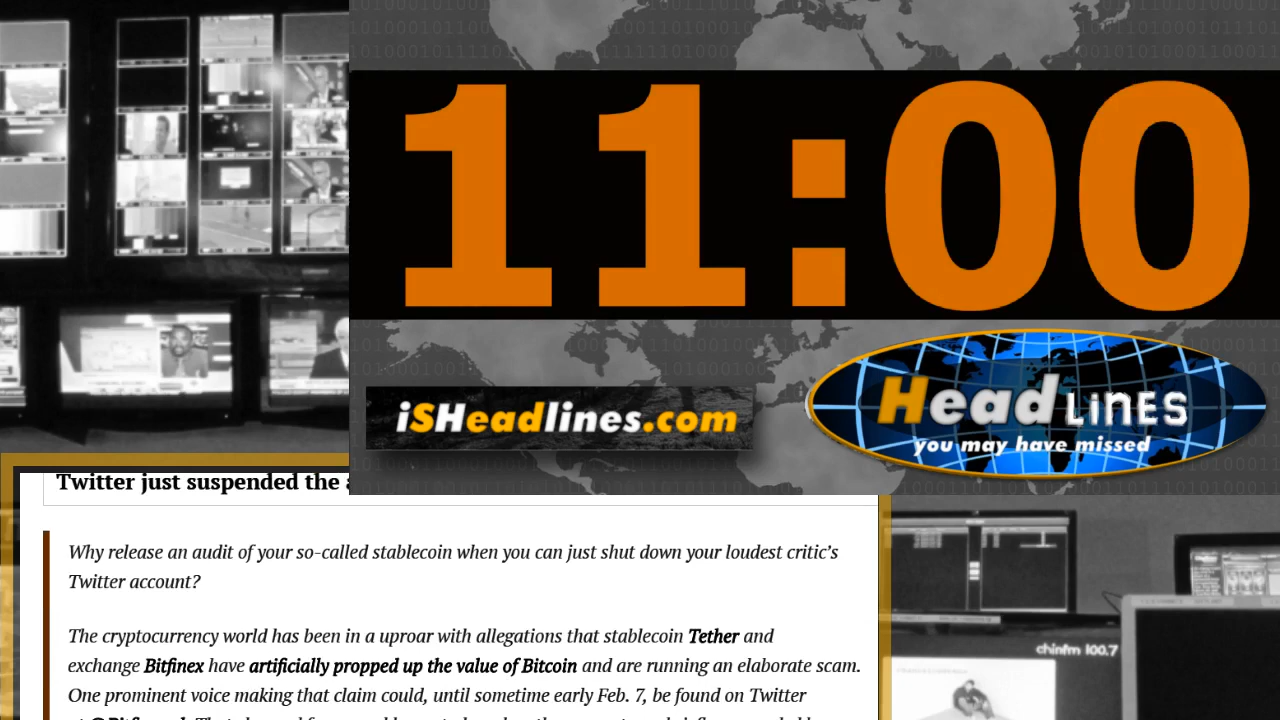 11:00
iSHeadlines.com
HeadLiNES
you may have missed
Twitter just suspended the
Why release an audit of your so-called stablecoin when you can just shut down your loudest critic's
Twitter account?
The cryptocurrency world has been in a uproar with allegations that stablecoin Tether and
exchange Bitfinex have artificially propped up the value of Bitcoin and are running an elaborate scam.
One prominent voice making that claim could, until sometime early Feb. 7, be found on Twitter
chinfm 100.7